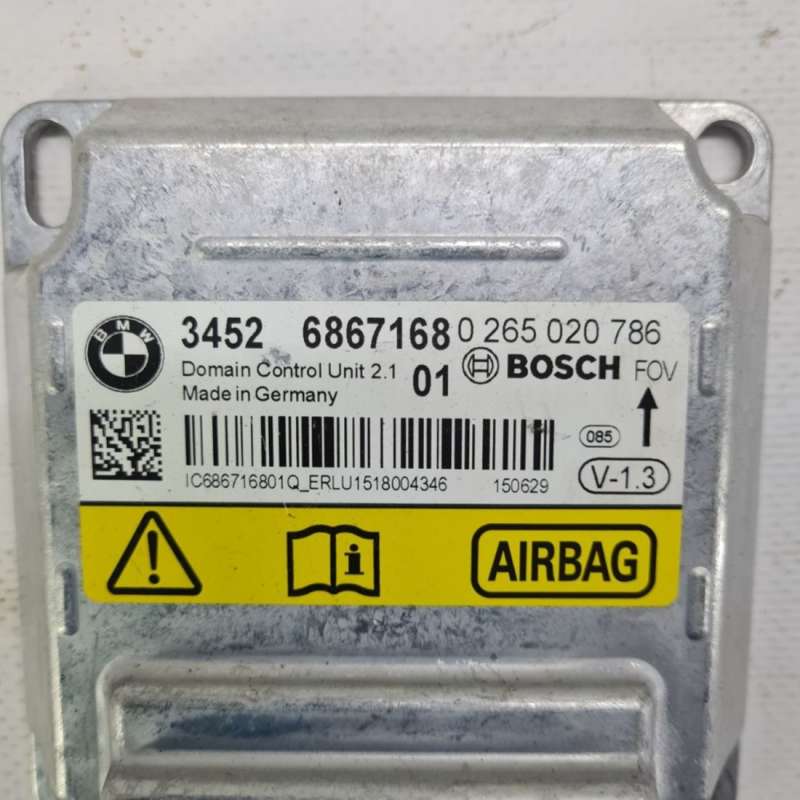 BMW
3452 6867168 0 265 020 786
Domain Control Unit 2.1 01 BOSCH FOV
Made in Germany
085
IC686716801Q_ERLU1518004346 150629 V-1.3
AIRBAG